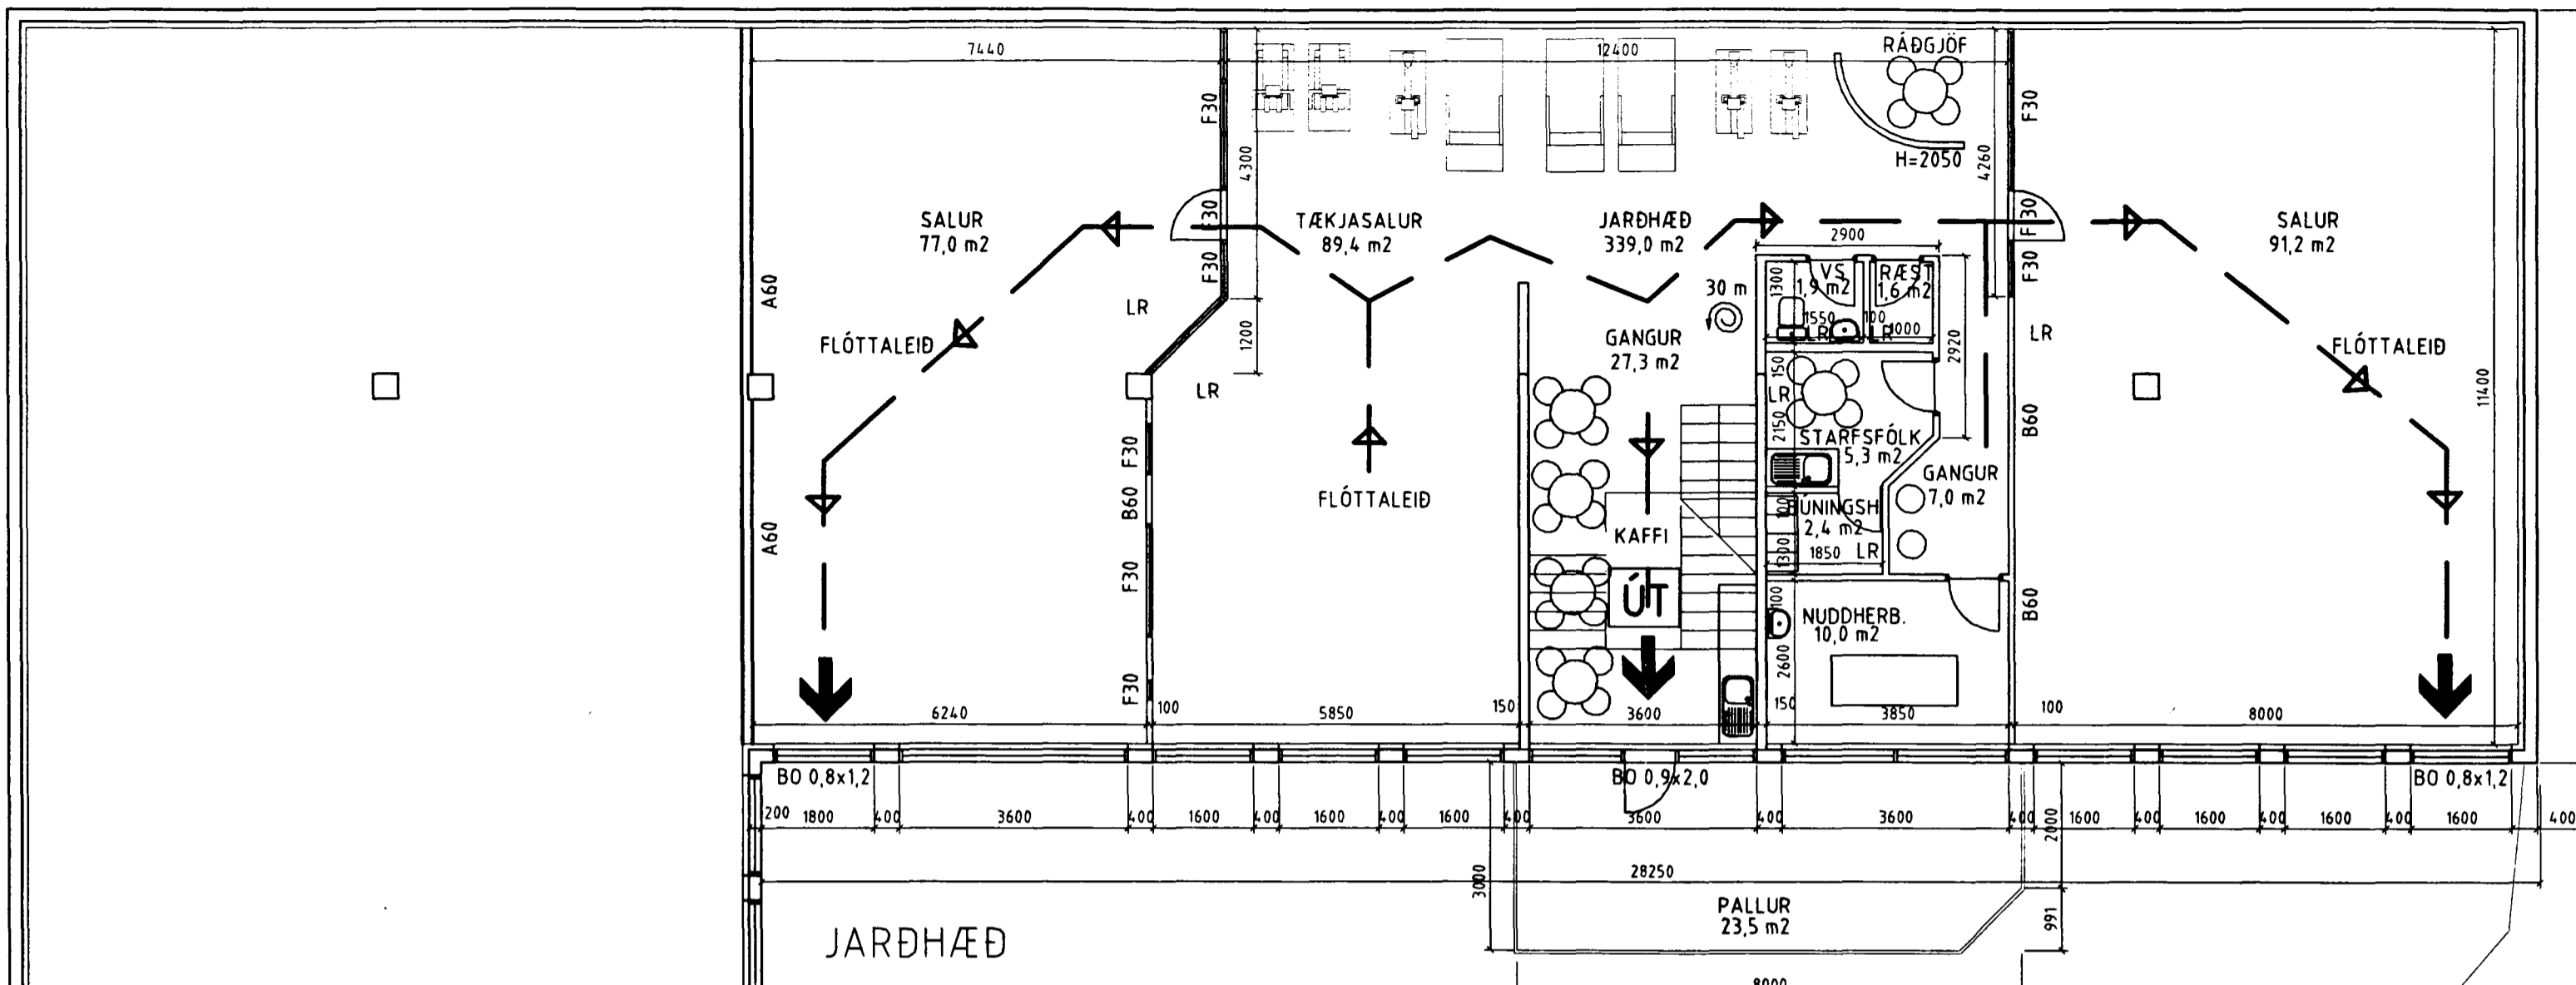 7440
12400
RÁÐGJÖF
H=2050
F30
F30
F30
4300
1200
4260
F30
F30
F30
SALUR
77,0 m2
TÆKJASALUR
89,4 m2
JARÐHÆÐ
339,0 m2
SALUR
91,2 m2
2900
VS
1,9 m2
RÆST
1,6 m2
1300
1550
100
1000
LR
LR
2920
30 m
A60
LR
FLÓTTALEIÐ
LR
GANGUR
27,3 m2
LR
FLÓTTALEIÐ
150
LR
2150
STARFSFÓLK
5,3 m2
11400
B60
F30
B60
F30
F30
A60
FLÓTTALEIÐ
KAFFI
ÚT
GANGUR
7,0 m2
100
BÚNINGSH
2,4 m2
1300
1850
LR
B60
100
NUDDHERB.
10,0 m2
2600
150
6240
100
5850
150
3600
3850
100
8000
BO 0,8x1,2
BO 0,9x2,0
BO 0,8x1,2
200
1800
400
3600
400
1600
400
1600
400
1600
400
3600
400
3600
400
1600
400
1600
400
1600
400
1600
400
2000
3000
28250
991
PALLUR
23,5 m2
JARÐHÆÐ
8000